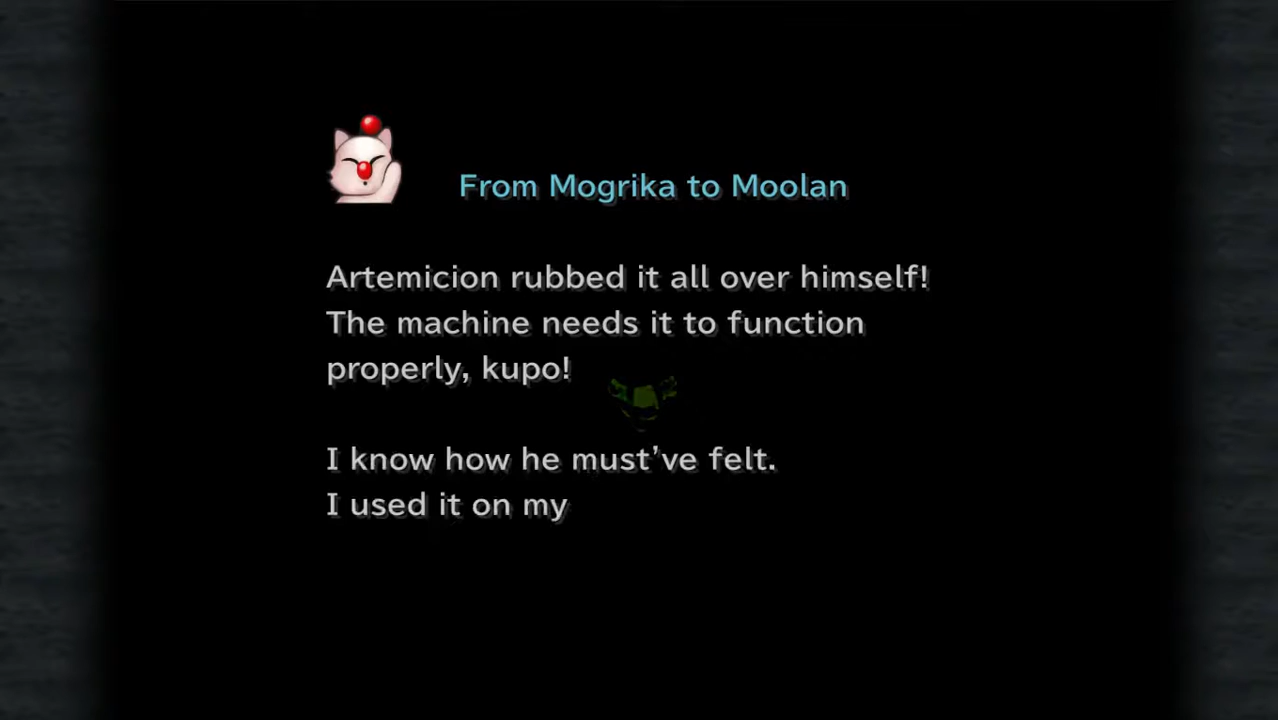 From Mogrika to Moolan
Artemicion rubbed it all over himself!
The machine needs it to function
properly, kupo!
I know how he must've felt.
I used it on my